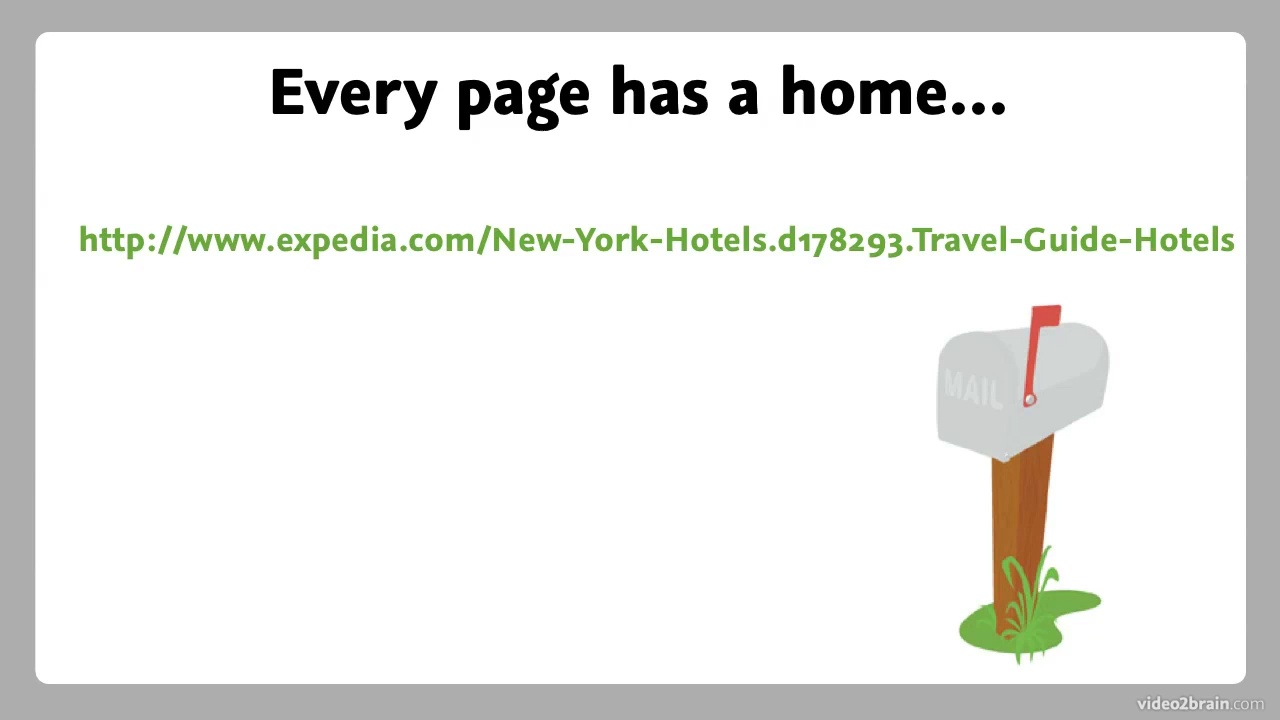 Every page has a home...
http://www.expedia.com/New-York-Hotels.d178293.Travel-Guide-Hotels
MAIL
video2brain.com